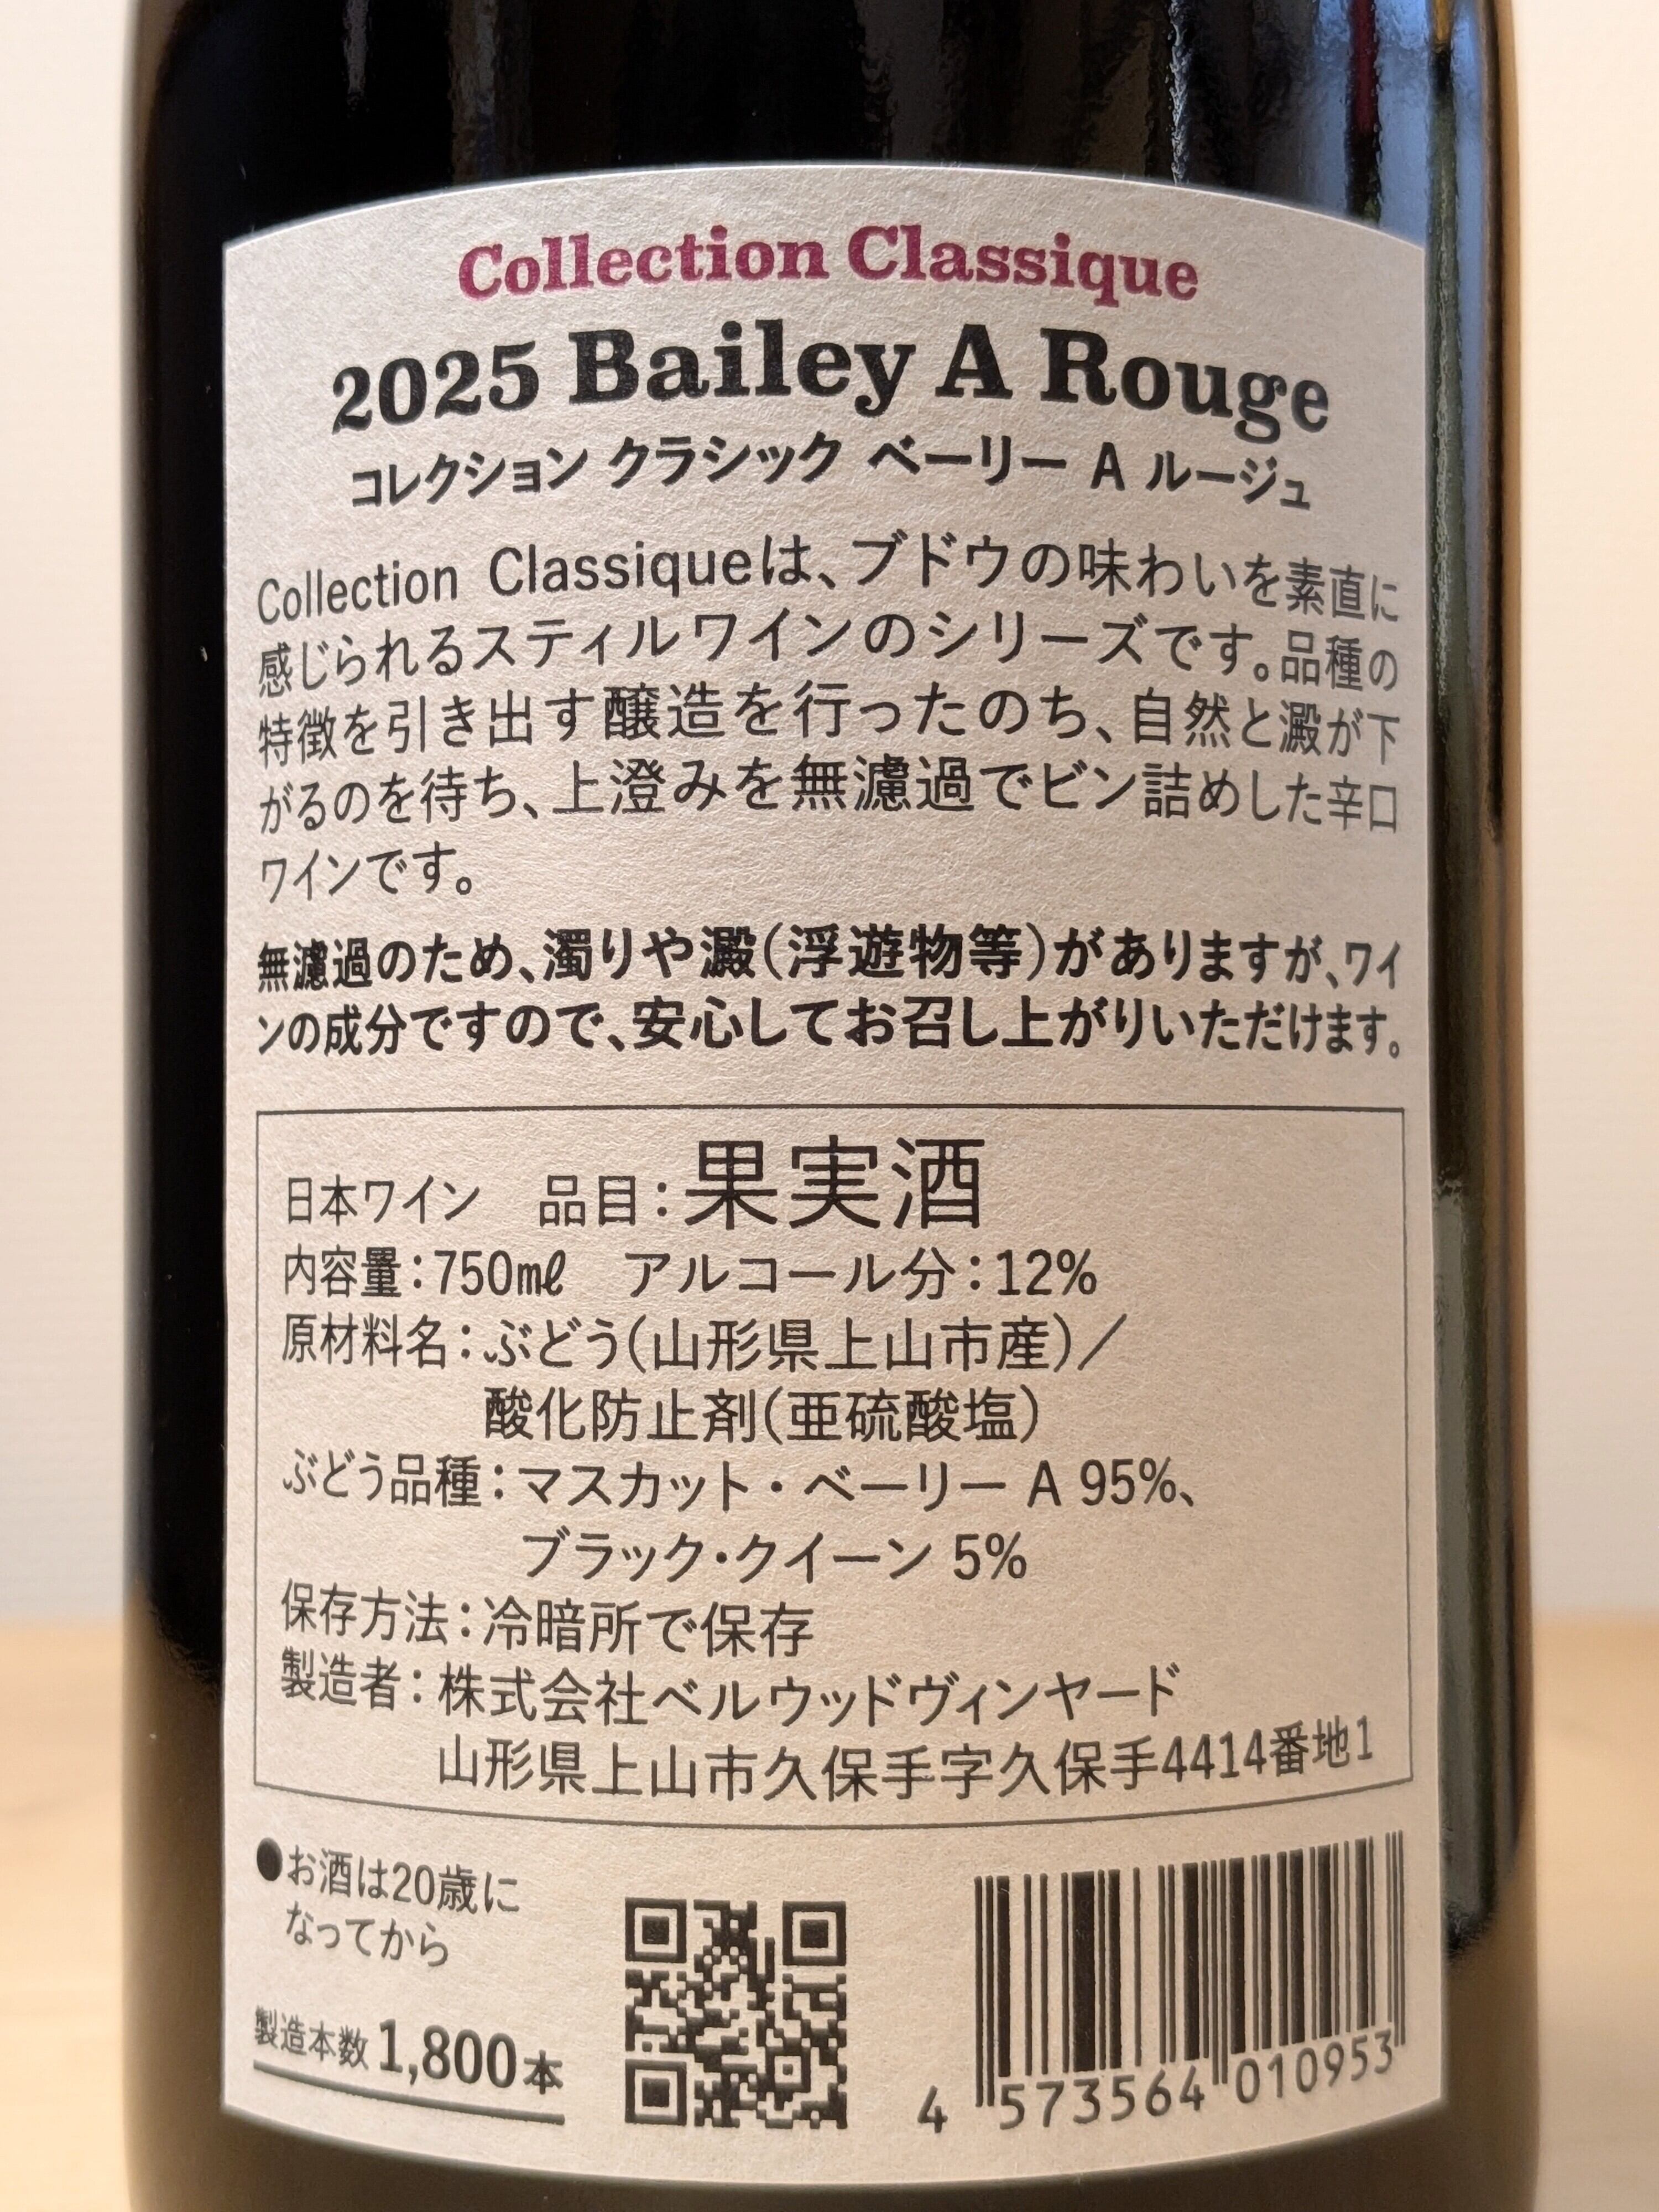 Collection Classique
2025 Bailey A Rouge
コレクション クラシック ベーリー A ルージュ
Collection Classiqueは、ブドウの味わいを素直に
感じられるスティルワインのシリーズです。品種の
特徴を引き出す醸造を行ったのち、自然と澱が下
がるのを待ち、上澄みを無濾過でビン詰めした辛口
ワインです。
無濾過のため、濁りや澱(浮遊物等)がありますが、ワイ
ンの成分ですので、安心してお召し上がりいただけます。
日本ワイン 品目:果実酒
内容量:750mℓ アルコール分:12%
原材料名:ぶどう(山形県上山市産)/
酸化防止剤(亜硫酸塩)
ぶどう品種:マスカット・ベーリー A 95%、
ブラック・クイーン 5%
保存方法:冷暗所で保存
製造者:株式会社ベルウッドヴィンヤード
山形県上山市久保手字久保手4414番地1
●お酒は20歳に
なってから
製造本数 1,800本
4 573564 010953